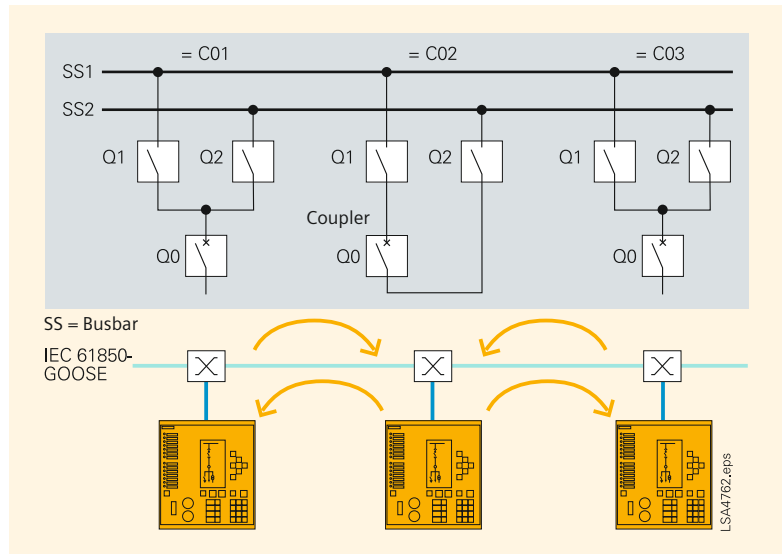 = C01
= C02
= C03
SS1
SS2
Q1
Q2
Q1
Q2
Q1
Q2
Coupler
Q0
Q0
Q0
SS = Busbar
IEC 61850-
GOOSE
LSA4762.eps